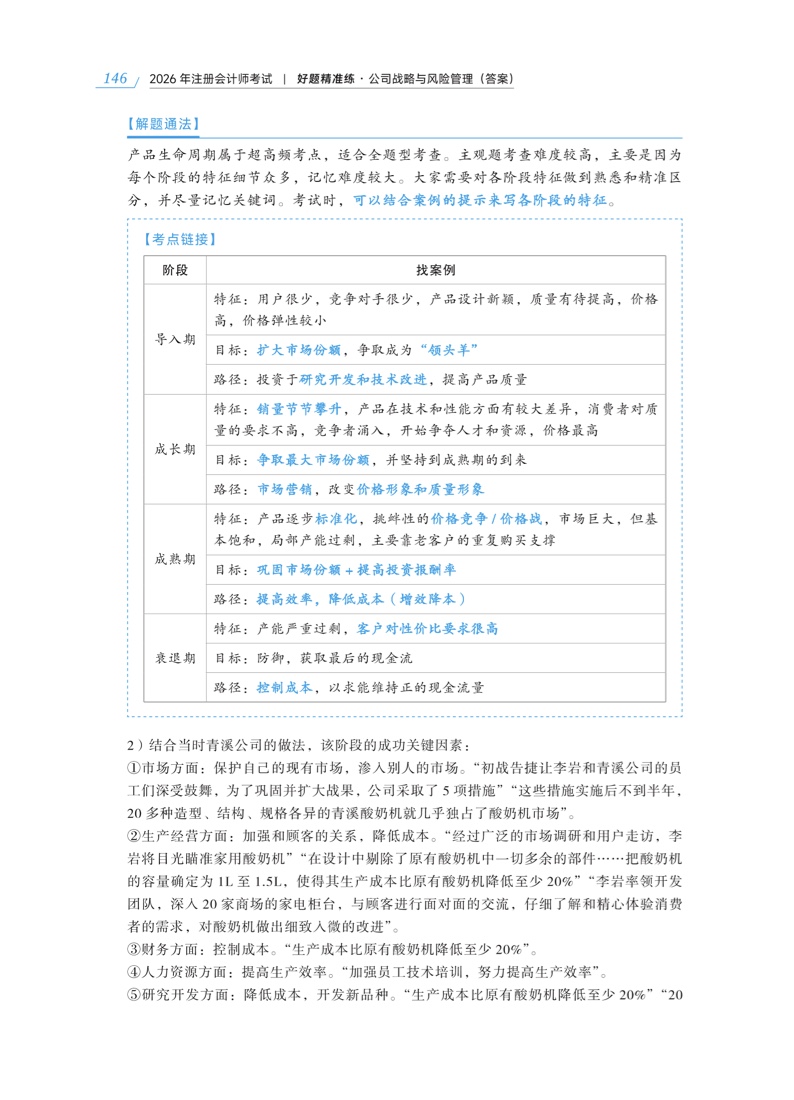 146 2026 年注册会计师考试 | 好题精准练·公司战略与风险管理（答案）
【解题通法】
产品生命周期属于超高频考点，适合全题型考查。主观题考查难度较高，主要是因为
每个阶段的特征细节众多，记忆难度较大。大家需要对各阶段特征做到熟悉和精准区
分，并尽量记忆关键词。考试时，可以结合案例的提示来写各阶段的特征。
【考点链接】
阶段 找案例
导入期
特征：用户很少，竞争对手很少，产品设计新颖，质量有待提高，价格
高，价格弹性较小
目标：扩大市场份额，争取成为“领头羊”
路径：投资于研究开发和技术改进，提高产品质量
成长期
特征：销量节节攀升，产品在技术和性能方面有较大差异，消费者对质
量的要求不高，竞争者涌入，开始争夺人才和资源，价格最高
目标：争取最大市场份额，并坚持到成熟期的到来
路径：市场营销，改变价格形象和质量形象
成熟期
特征：产品逐步标准化，挑衅性的价格竞争 / 价格战，市场巨大，但基
本饱和，局部产能过剩，主要靠老客户的重复购买支撑
目标：巩固市场份额 + 提高投资报酬率
路径：提高效率，降低成本（增效降本）
衰退期
特征：产能严重过剩，客户对性价比要求很高
目标：防御，获取最后的现金流
路径：控制成本，以求能维持正的现金流量
2）结合当时青溪公司的做法，该阶段的成功关键因素：
①市场方面：保护自己的现有市场，渗入别人的市场。“初战告捷让李岩和青溪公司的员
工们深受鼓舞，为了巩固并扩大战果，公司采取了 5 项措施”“这些措施实施后不到半年，
20 多种造型、结构、规格各异的青溪酸奶机就几乎独占了酸奶机市场”。
②生产经营方面：加强和顾客的关系，降低成本。“经过广泛的市场调研和用户走访，李
岩将目光瞄准家用酸奶机”“在设计中剔除了原有酸奶机中一切多余的部件……把酸奶机
的容量确定为 1L 至 1.5L，使得其生产成本比原有酸奶机降低至少 20%”“李岩率领开发
团队，深入 20 家商场的家电柜台，与顾客进行面对面的交流，仔细了解和精心体验消费
者的需求，对酸奶机做出细致入微的改进”。
③财务方面：控制成本。“生产成本比原有酸奶机降低至少 20%”。
④人力资源方面：提高生产效率。“加强员工技术培训，努力提高生产效率”。
⑤研究开发方面：降低成本，开发新品种。“生产成本比原有酸奶机降低至少 20%”“20